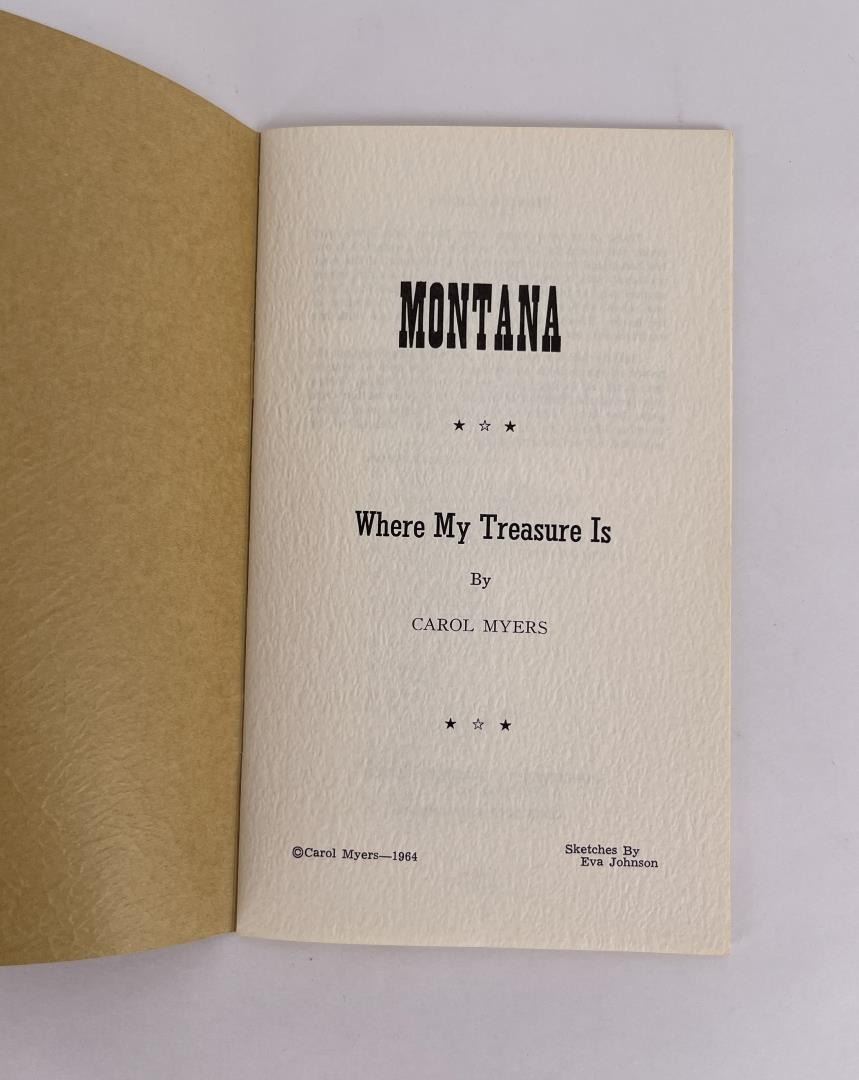 MONTANA
★ ☆ ★
Where My Treasure Is
By
CAROL MYERS
★ ☆ ★
©Carol Myers—1964
Sketches By
Eva Johnson